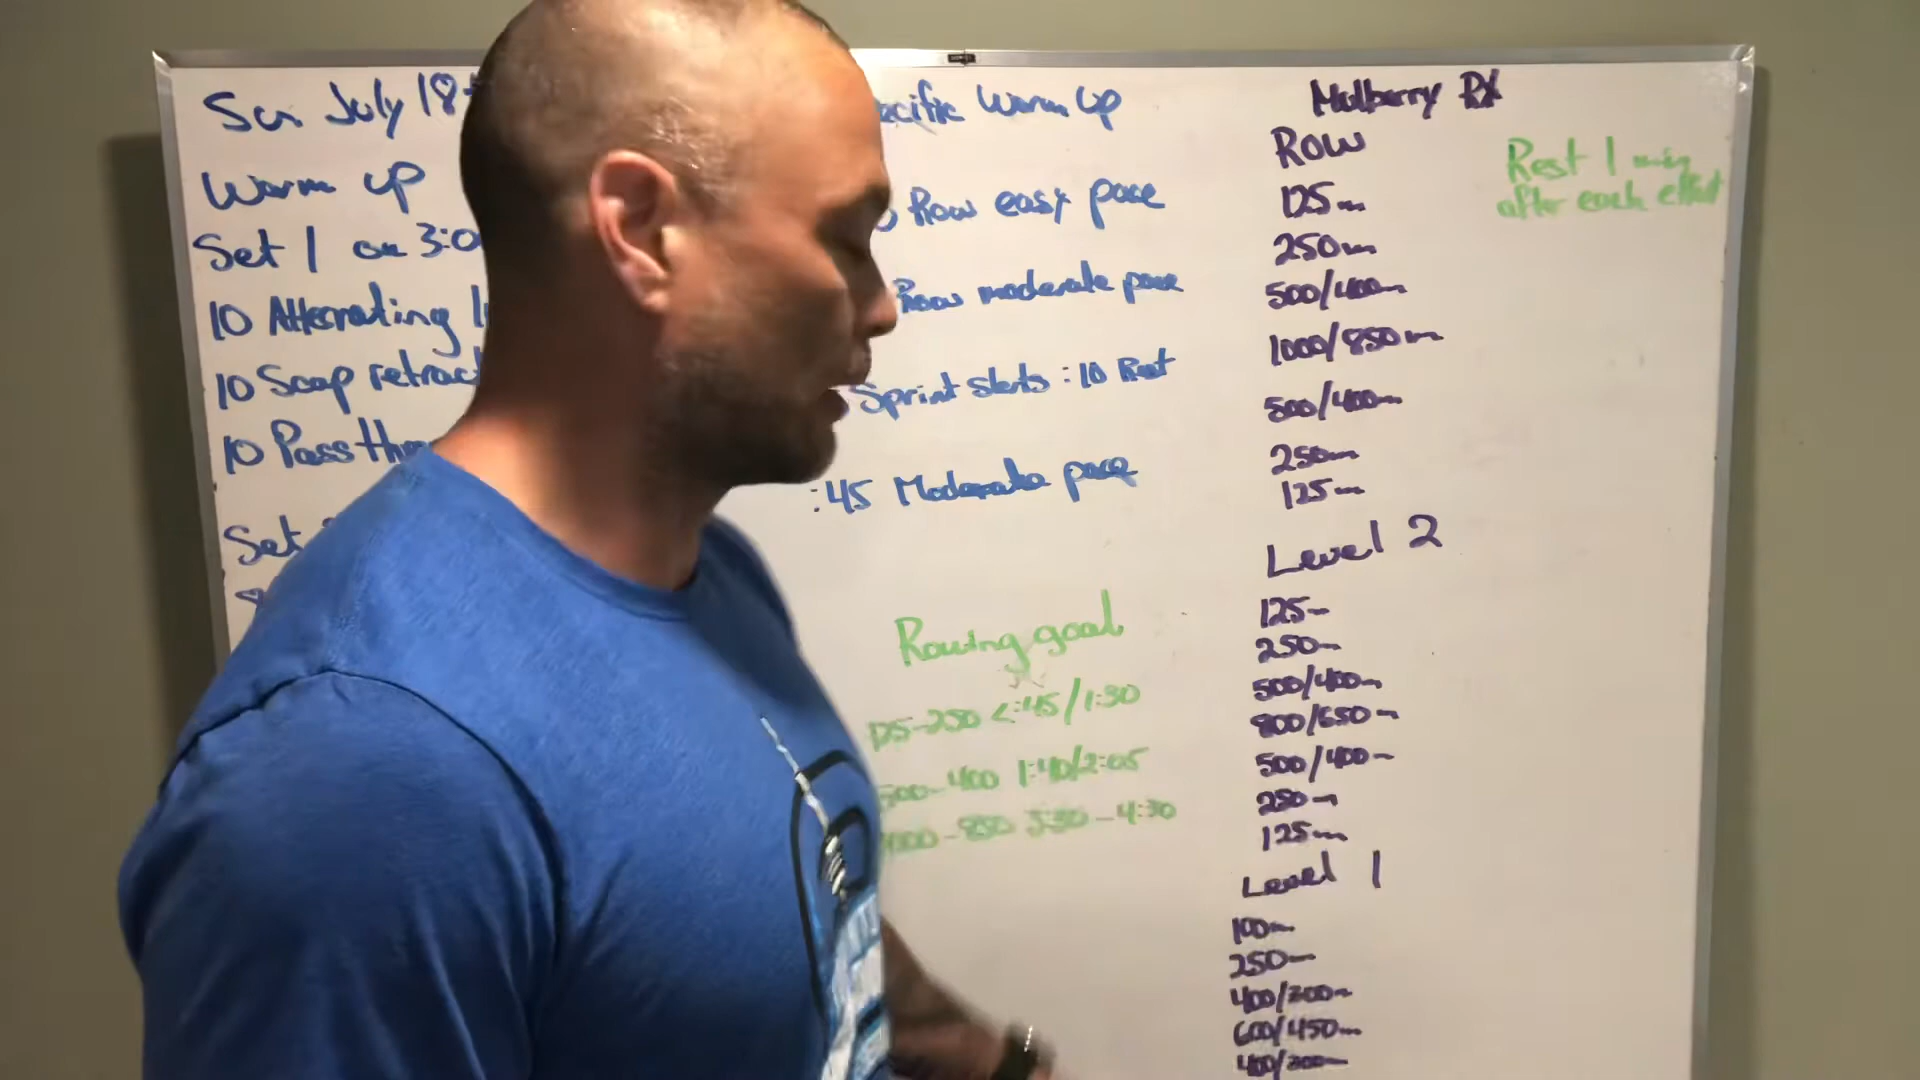 Sun July 18
Warm up
Set 1 on 3:0
10 Alternating
10 Scap retrac
10 Pass thr
Set
8
ecific Warm up
Row easy pace
Row moderate pace
Sprint starts :10 Rest
:45 Moderate pace
Rowing goal
125-250 <:45/1:30
500-400 1:40/2:05
1000-850 3:30-4:30
Mulberry RX
Row
125m
250m
500/400m
1000/850m
500/400m
250m
125m
Level 2
125m
250m
500/400m
800/650m
500/400m
250m
125m
Level 1
100m
250m
400/300m
600/450m
400/300m
Rest 1 min
after each effort